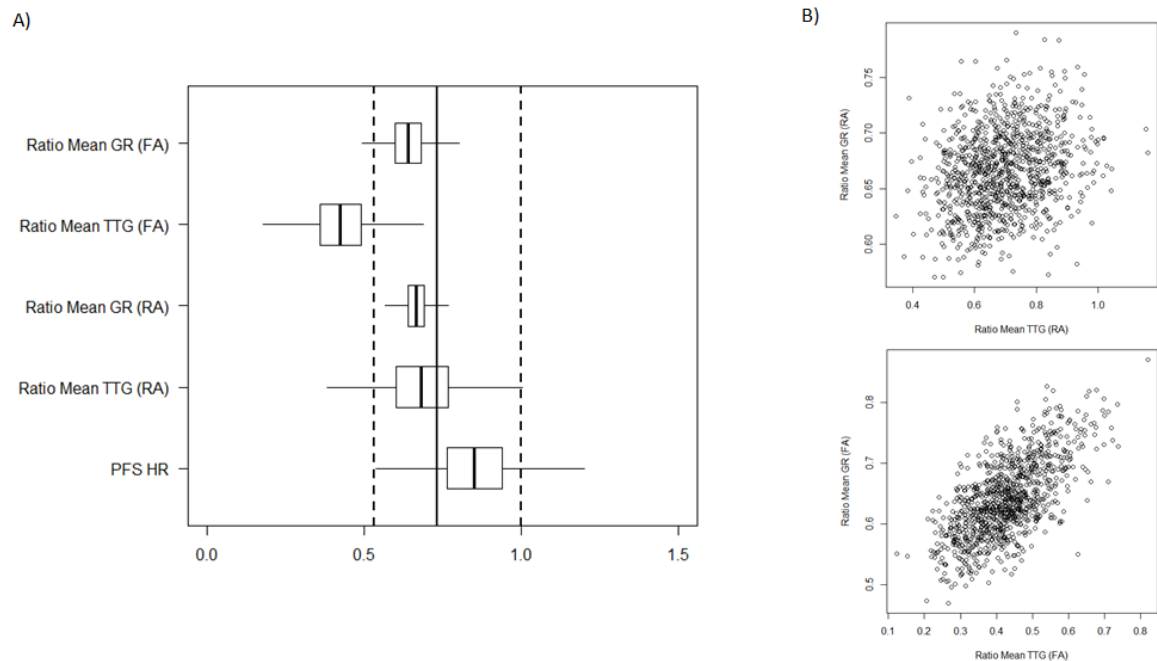 A)
Ratio Mean GR (FA)
Ratio Mean TTG (FA)
Ratio Mean GR (RA)
Ratio Mean TTG (RA)
PFS HR
0.0 0.5 1.0 1.5
B)
Ratio Mean GR (RA)
0.75
0.70
0.65
0.60
0.4 0.6 0.8 1.0
Ratio Mean TTG (RA)
Ratio Mean GR (FA)
0.8
0.7
0.6
0.5
0.1 0.2 0.3 0.4 0.5 0.6 0.7 0.8
Ratio Mean TTG (FA)